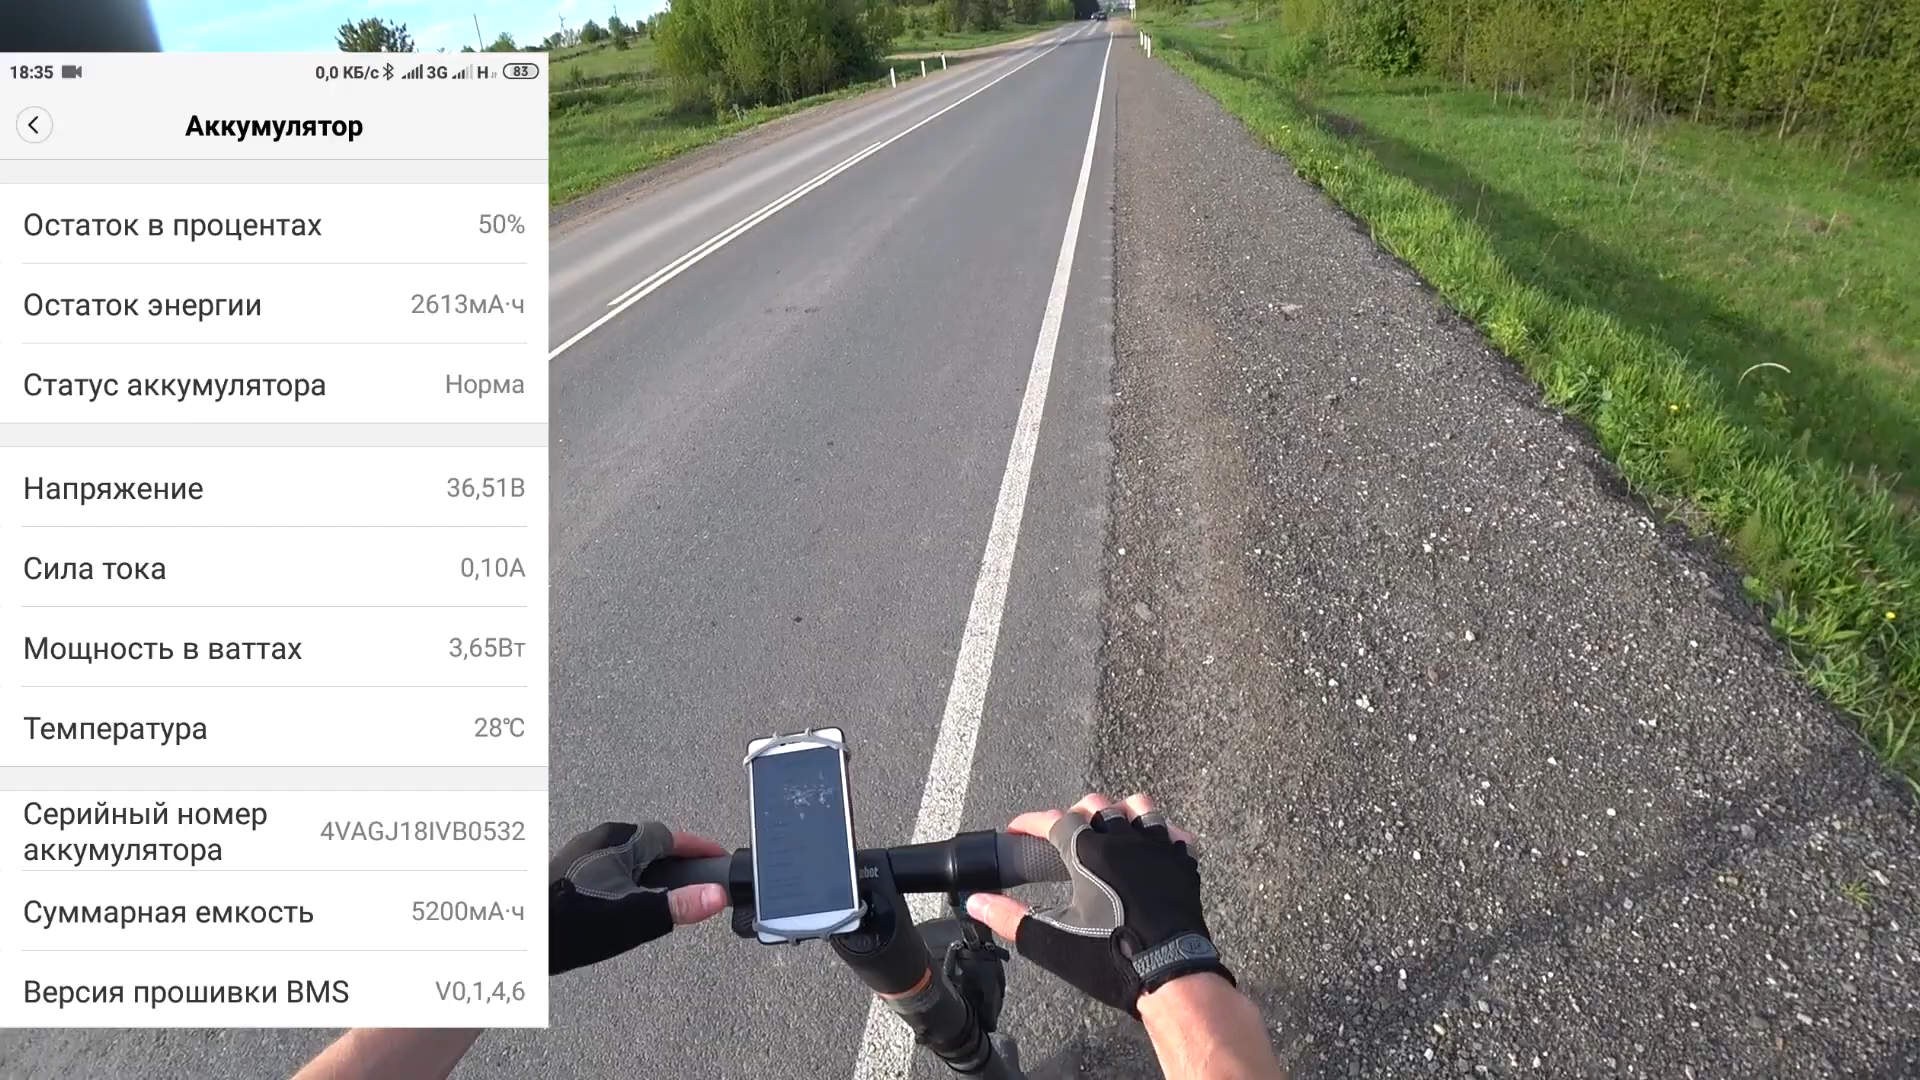 18:35 0,0 КБ/с 3G H 83
Аккумулятор
Остаток в процентах 50%
Остаток энергии 2613мА·ч
Статус аккумулятора Норма
Напряжение 36,51В
Сила тока 0,10А
Мощность в ваттах 3,65Вт
Температура 28℃
Серийный номер
аккумулятора 4VAGJ18IVB0532
Суммарная емкость 5200мА·ч
Версия прошивки BMS V0,1,4,6